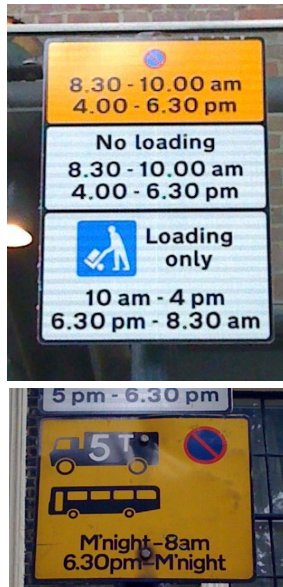 8.30 - 10.00 am
4.00 - 6.30 pm
No loading
8.30 - 10.00 am
4.00 - 6.30 pm
Loading
only
10 am - 4 pm
6.30 pm - 8.30 am
5 pm - 6.30 pm
5T
M'night-8am
6.30pm-M'night